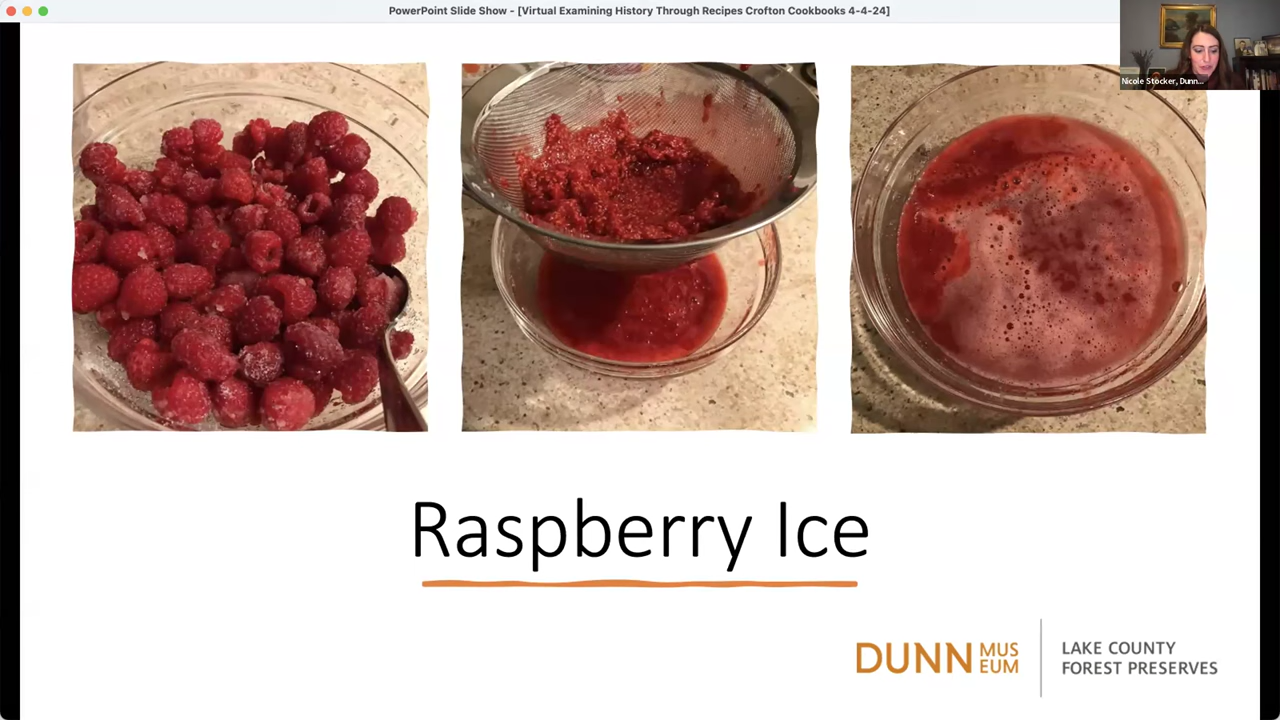 PowerPoint Slide Show - [Virtual Examining History Through Recipes Crofton Cookbooks 4-4-24]
Nicole Stocker, Dunn...
Raspberry Ice
DUNN MUS
EUM
LAKE COUNTY
FOREST PRESERVES